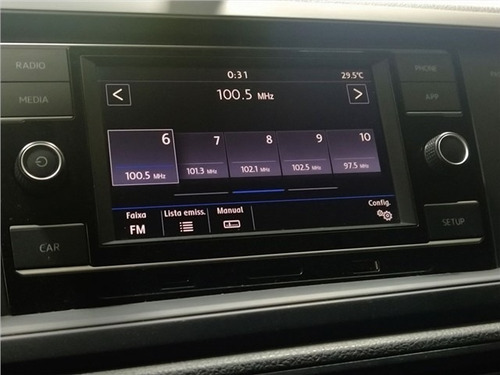 RADIO
MEDIA
CAR
0:31
29.5°C
< 100.5 MHz >
6 7 8 9 10
100.5 MHz 101.3 MHz 102.1 MHz 102.5 MHz 97.5 MHz
Faixa Lista emiss. Manual Config.
FM
PHONE
APP
SETUP